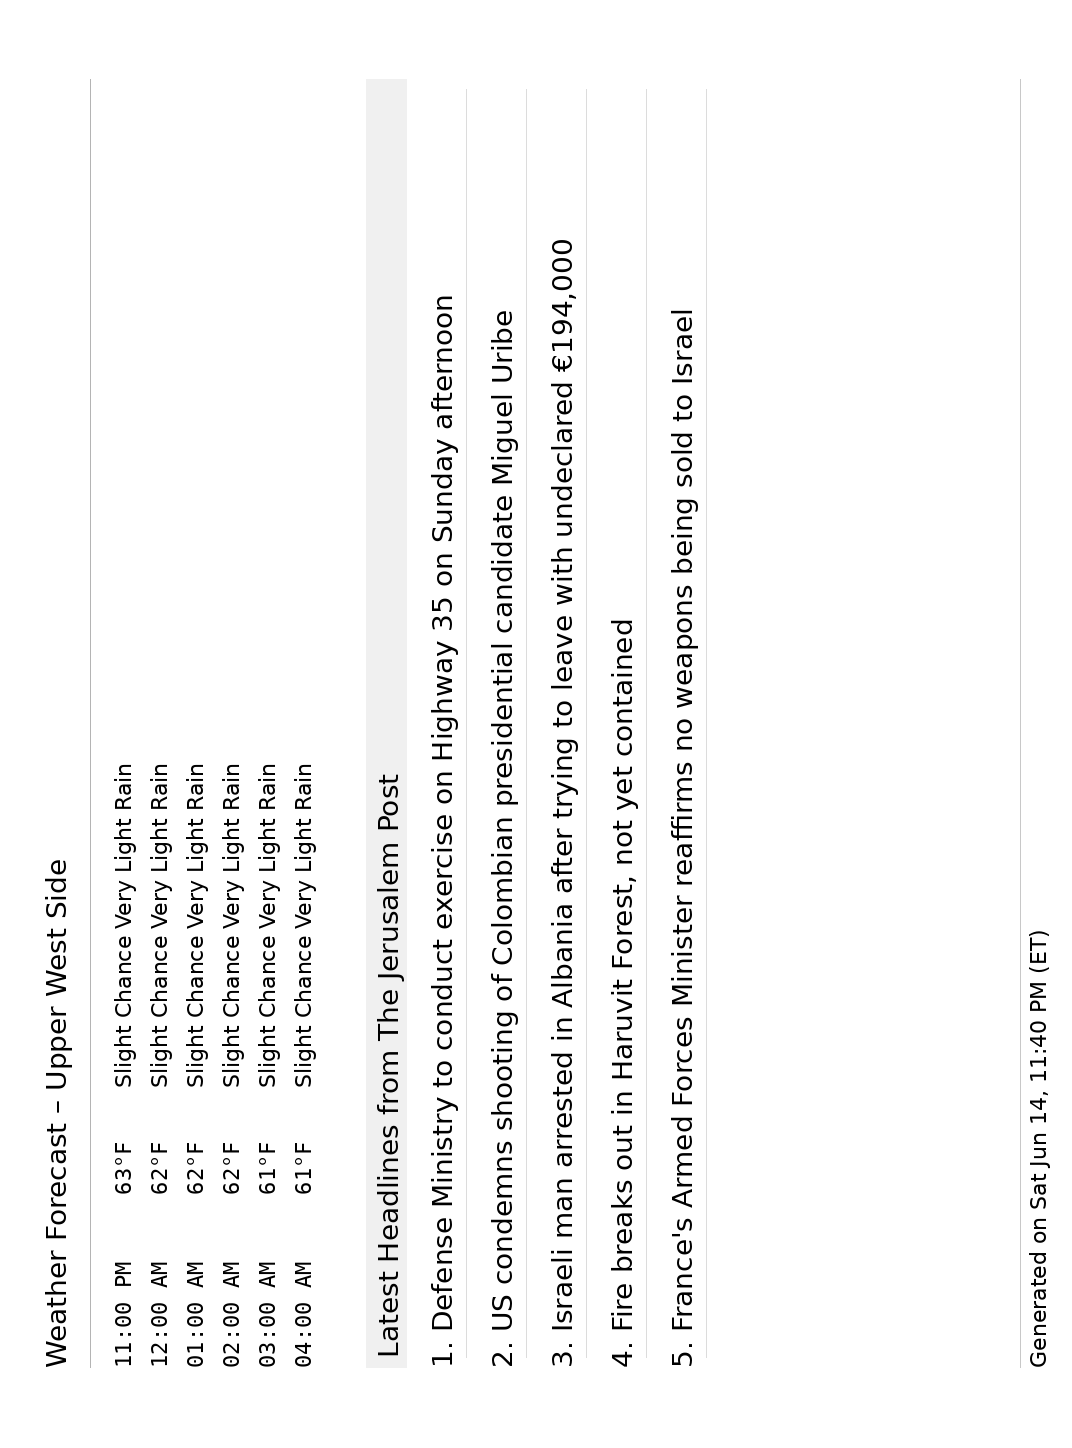 Weather Forecast – Upper West Side
11:00 PM 63°F Slight Chance Very Light Rain
12:00 AM 62°F Slight Chance Very Light Rain
01:00 AM 62°F Slight Chance Very Light Rain
02:00 AM 62°F Slight Chance Very Light Rain
03:00 AM 61°F Slight Chance Very Light Rain
04:00 AM 61°F Slight Chance Very Light Rain
Latest Headlines from The Jerusalem Post
1. Defense Ministry to conduct exercise on Highway 35 on Sunday afternoon
2. US condemns shooting of Colombian presidential candidate Miguel Uribe
3. Israeli man arrested in Albania after trying to leave with undeclared €194,000
4. Fire breaks out in Haruvit Forest, not yet contained
5. France's Armed Forces Minister reaffirms no weapons being sold to Israel
Generated on Sat Jun 14, 11:40 PM (ET)